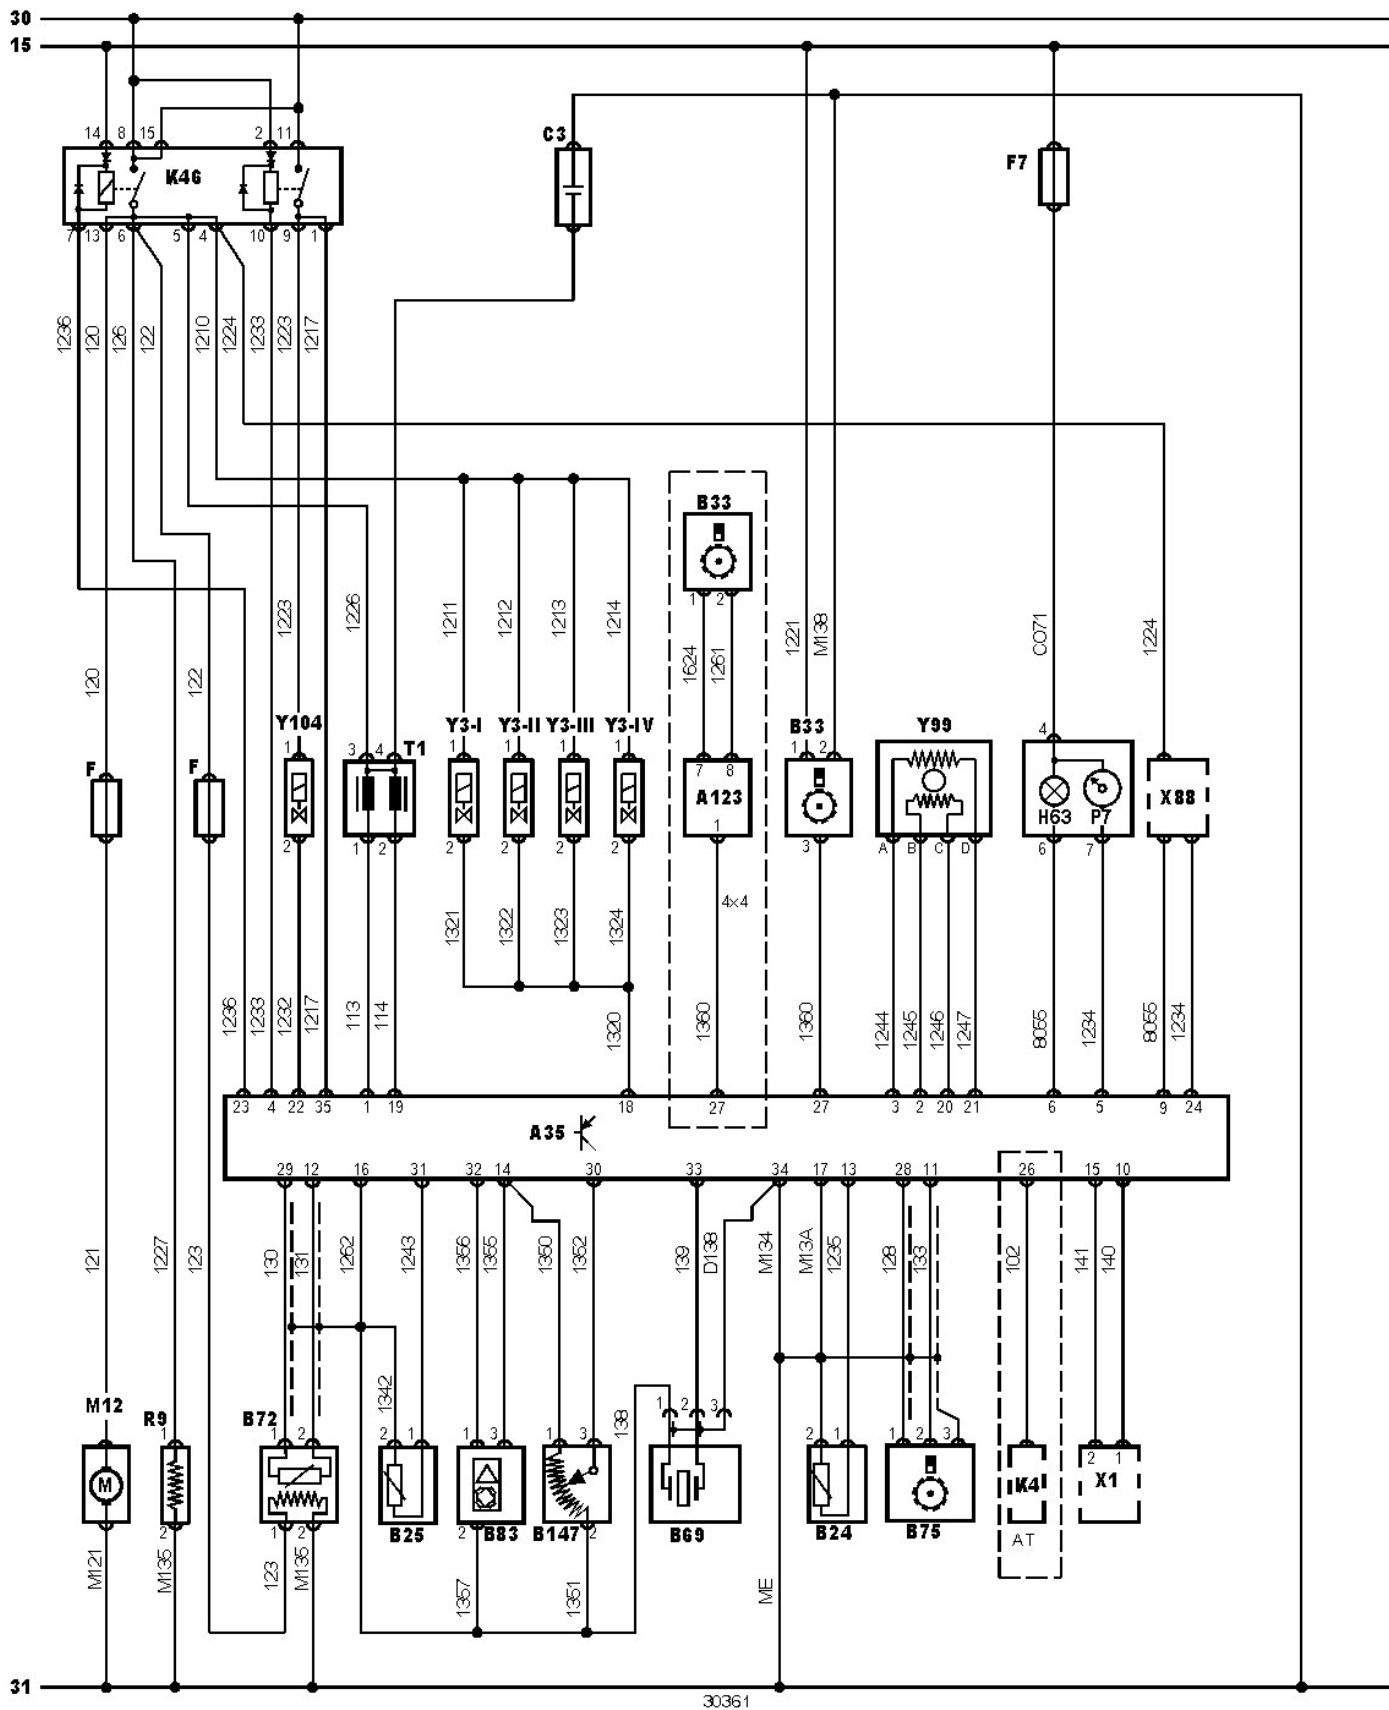 30
15
14 8 15 2 11
C3
F7
K46
7 13 6 5 4 10 9 1
1236 120 126 122 1210 1224 1233 1223 1217
B33
1 2
1223 1226 1211 1212 1213 1214 1624 1261 1221 M138 CO71 1224
120 122
Y104 Y3-I Y3-II Y3-III Y3-IV B33 Y99
F F 1 3 4 T1 1 1 1 1 7 8 1 2 4
A123 H63 P7 X88
2 1 2 2 2 2 2 1 3 A B C D 6 7
4×4
1321 1322 1323 1324
1236 1233 1232 1217 113 114 1320 1360 1360 1244 1245 1246 1247 8055 1234 8055 1234
23 4 22 35 1 19 18 27 27 3 2 20 21 6 5 9 24
A35
29 12 16 31 32 14 30 33 34 17 13 28 11 26 15 10
121 1227 123 130 131 1262 1243 1356 1355 1350 1352 139 D138 M134 M13A 1235 128 133 102 141 140
1342 138
M12 R9 B72 1 2 3
1 1 2 2 1 1 3 1 3 2 1 1 2 3 2 1
M K4 X1
2 1 2 B25 2 B83 B147 2 B69 B24 B75
AT
M121 M135 123 M135 1357 1351 ME
31
30361